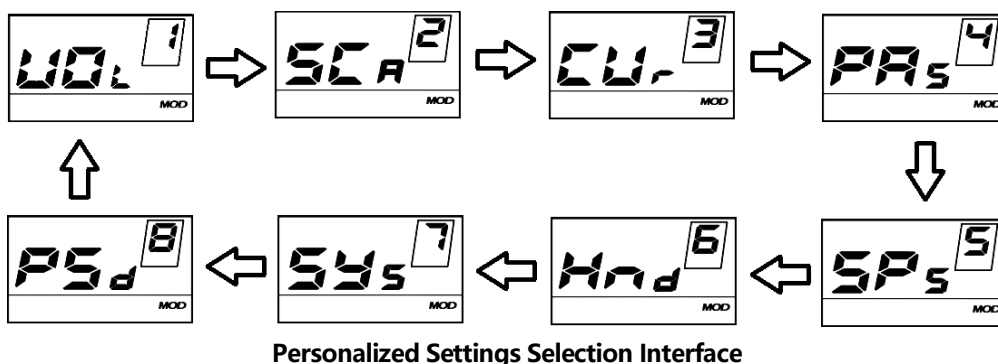 VOL 1
MOD
SCA 2
MOD
CUr 3
MOD
PAS 4
MOD
SPS 5
MOD
Hnd 6
MOD
SYS 7
MOD
PSd 8
MOD
Personalized Settings Selection Interface